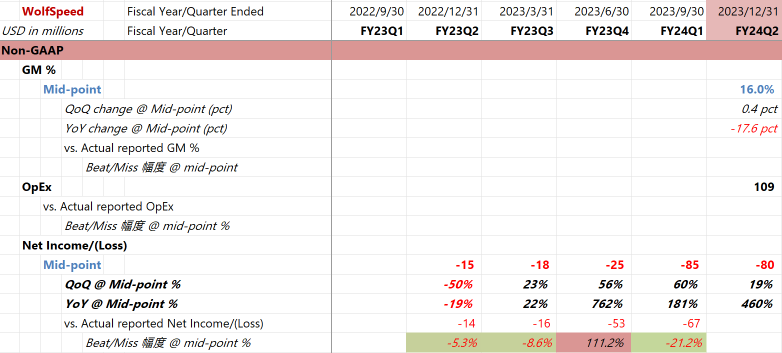 WolfSpeed Fiscal Year/Quarter Ended 2022/9/30 2022/12/31 2023/3/31 2023/6/30 2023/9/30 2023/12/31
USD in millions Fiscal Year/Quarter FY23Q1 FY23Q2 FY23Q3 FY23Q4 FY24Q1 FY24Q2
Non-GAAP
GM %
Mid-point 16.0%
QoQ change @ Mid-point (pct) 0.4 pct
YoY change @ Mid-point (pct) -17.6 pct
vs. Actual reported GM %
Beat/Miss 幅度 @ mid-point
OpEx 109
vs. Actual reported OpEx
Beat/Miss 幅度 @ mid-point %
Net Income/(Loss)
Mid-point -15 -18 -25 -85 -80
QoQ @ Mid-point % -50% 23% 56% 60% 19%
YoY @ Mid-point % -19% 22% 762% 181% 460%
vs. Actual reported Net Income/(Loss) -14 -16 -53 -67
Beat/Miss 幅度 @ mid-point % -5.3% -8.6% 111.2% -21.2%